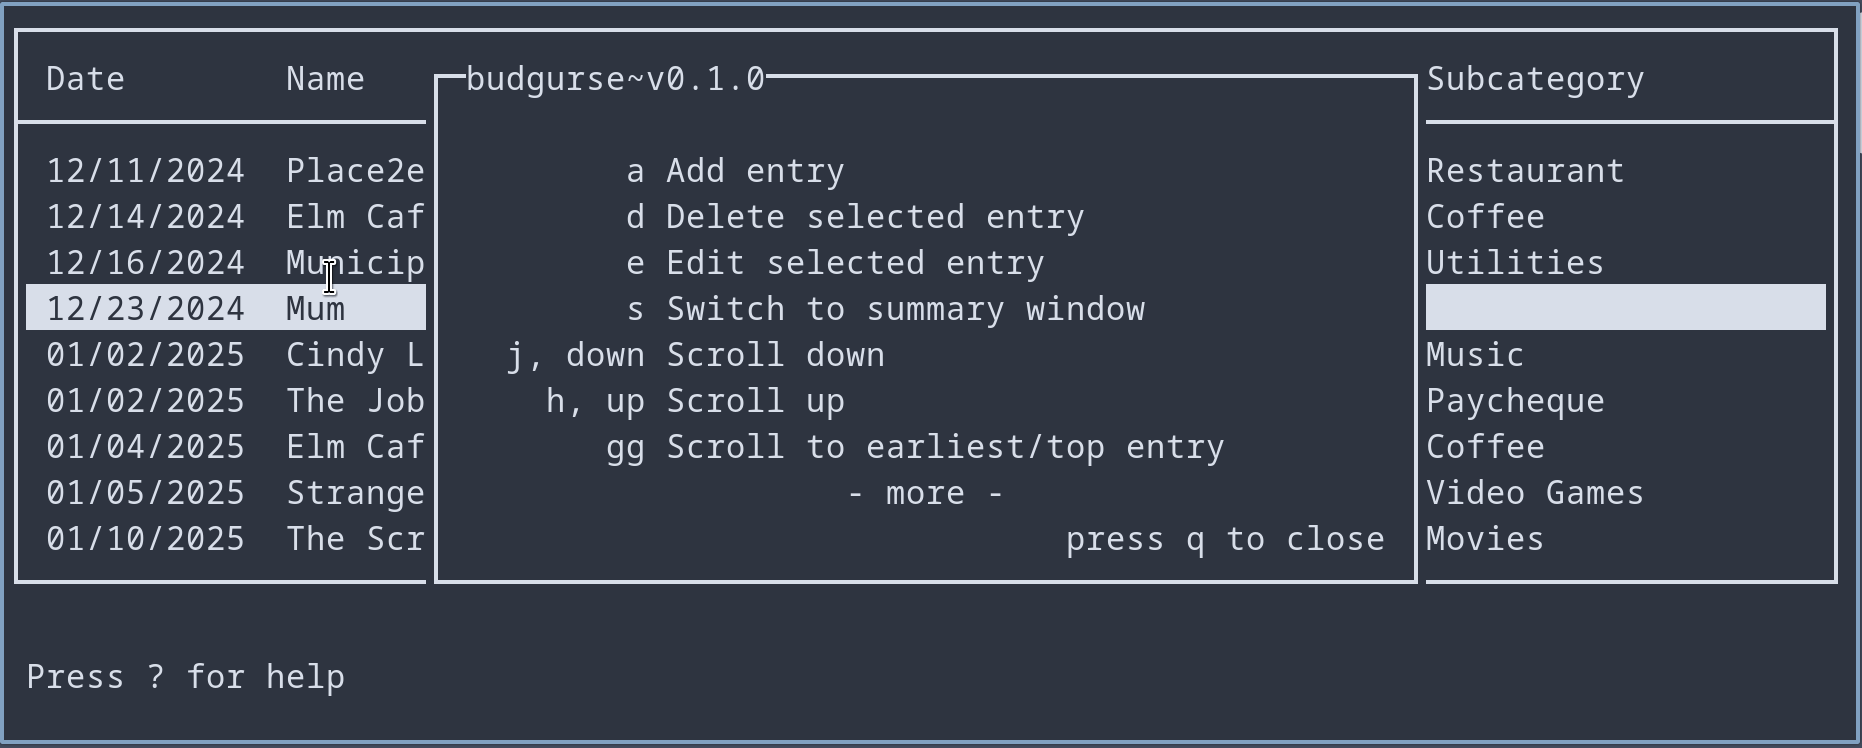 Date Name budgurse~v0.1.0 Subcategory
12/11/2024 Place2e a Add entry Restaurant
12/14/2024 Elm Caf d Delete selected entry Coffee
12/16/2024 Municip e Edit selected entry Utilities
12/23/2024 Mum s Switch to summary window
01/02/2025 Cindy L j, down Scroll down Music
01/02/2025 The Job h, up Scroll up Paycheque
01/04/2025 Elm Caf gg Scroll to earliest/top entry Coffee
01/05/2025 Strange - more - Video Games
01/10/2025 The Scr press q to close Movies
Press ? for help